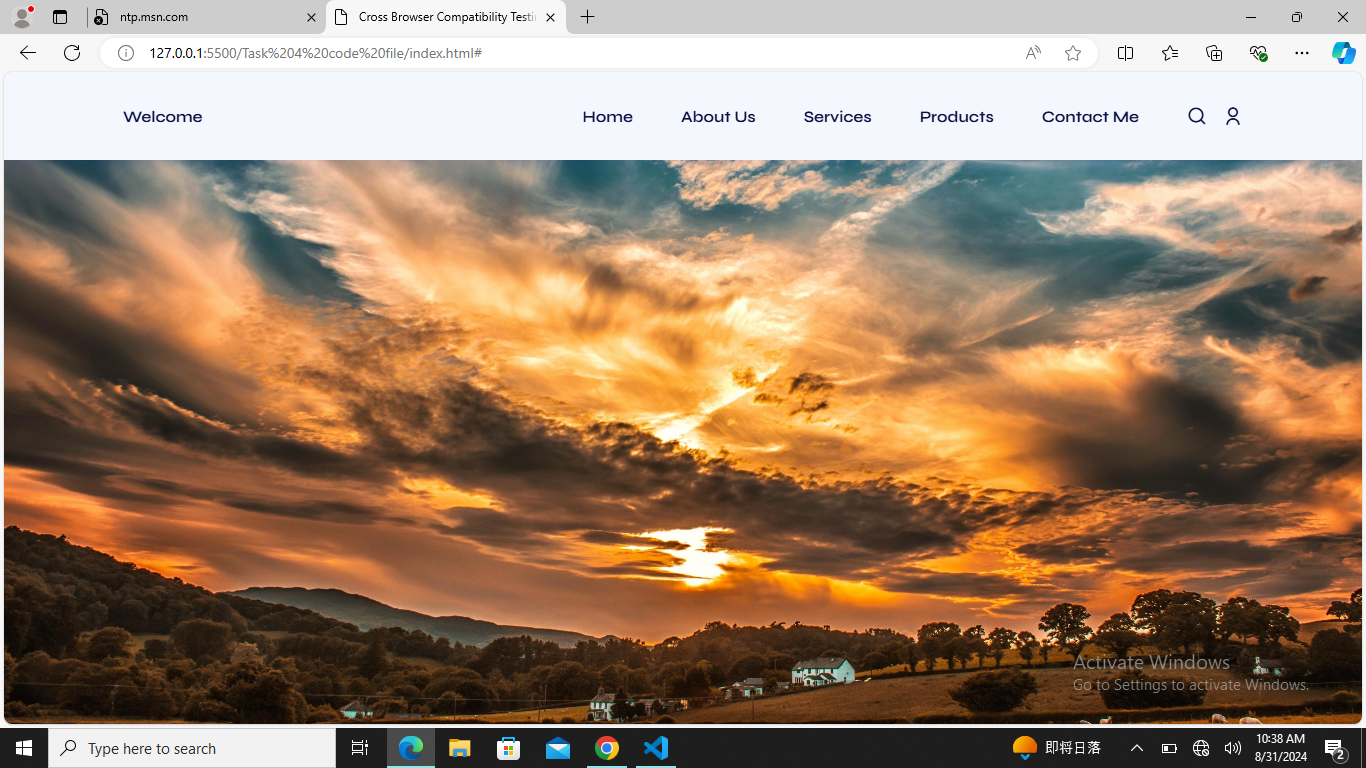 ntp.msn.com
Cross Browser Compatibility Testi
127.0.0.1:5500/Task%204%20code%20file/index.html#
Welcome
Home
About Us
Services
Products
Contact Me
Activate Windows
Go to Settings to activate Windows.
Type here to search
即将日落
10:38 AM
8/31/2024
2